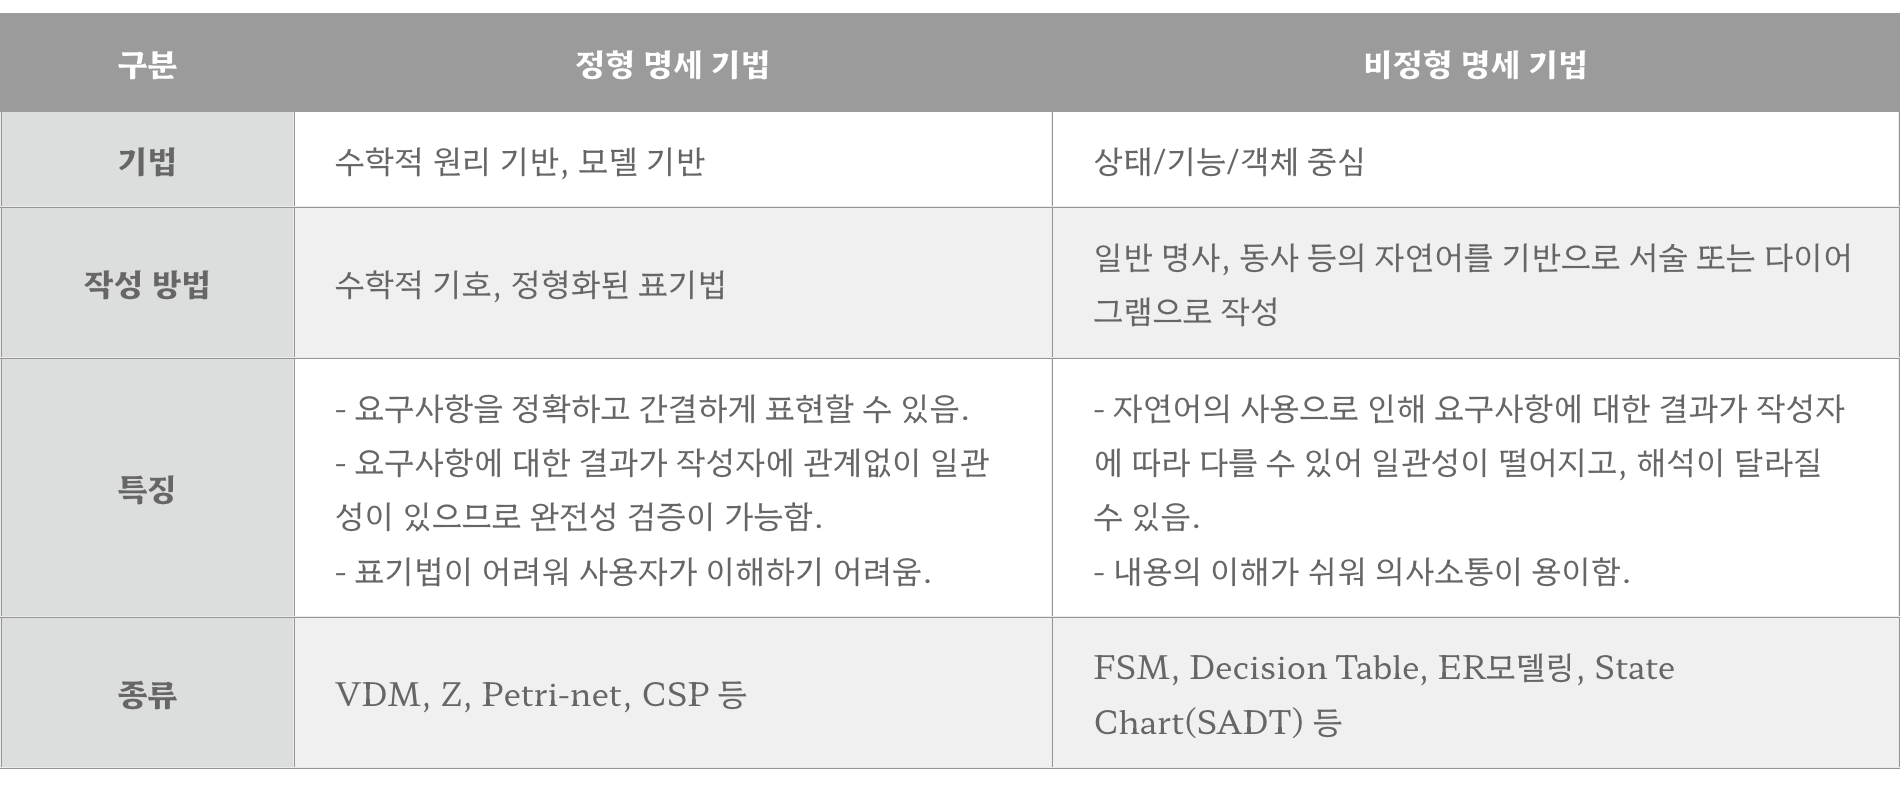 구분
정형 명세 기법
비정형 명세 기법
기법
수학적 원리 기반, 모델 기반
상태/기능/객체 중심
작성 방법
수학적 기호, 정형화된 표기법
일반 명사, 동사 등의 자연어를 기반으로 서술 또는 다이어
그램으로 작성
특징
- 요구사항을 정확하고 간결하게 표현할 수 있음.
- 요구사항에 대한 결과가 작성자에 관계없이 일관
성이 있으므로 완전성 검증이 가능함.
- 표기법이 어려워 사용자가 이해하기 어려움.
- 자연어의 사용으로 인해 요구사항에 대한 결과가 작성자
에 따라 다를 수 있어 일관성이 떨어지고, 해석이 달라질
수 있음.
- 내용의 이해가 쉬워 의사소통이 용이함.
종류
VDM, Z, Petri-net, CSP 등
FSM, Decision Table, ER모델링, State
Chart(SADT) 등